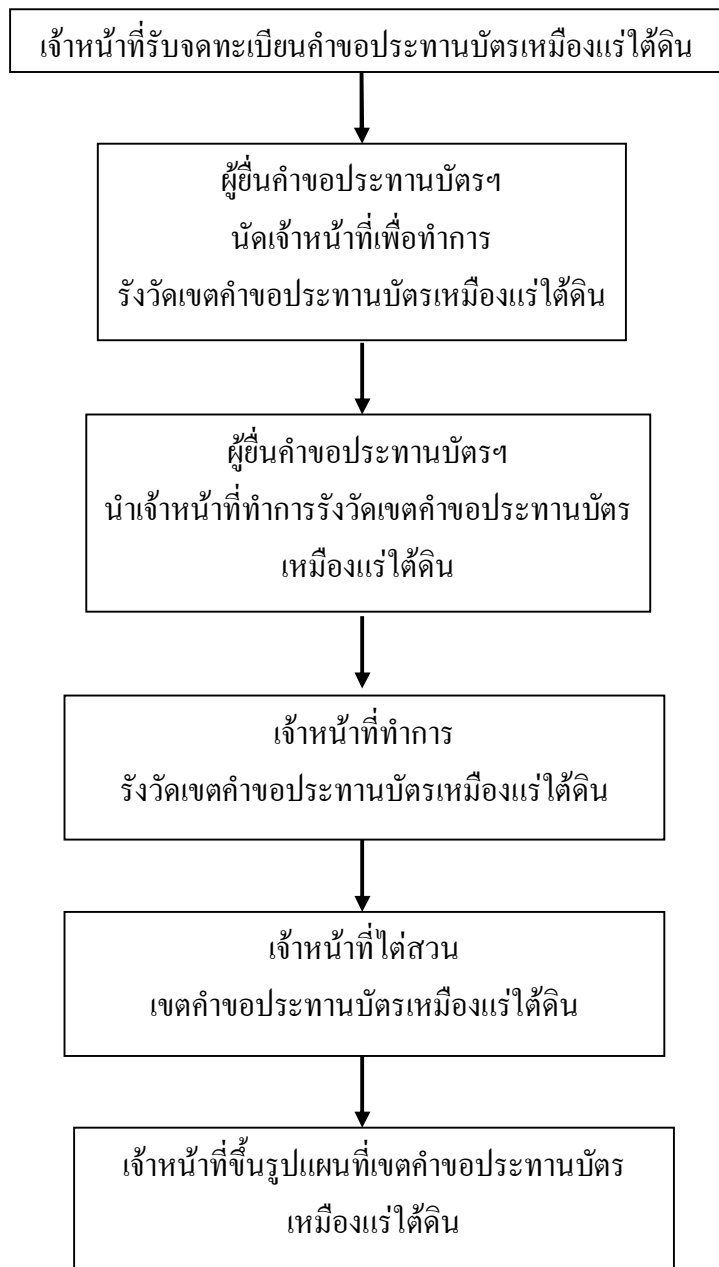 เจ้าหน้าที่รับจดทะเบียนคำขอประทานบัตรเหมืองแร่ใต้ดิน
ผู้ยื่นคำขอประทานบัตรฯ
นัดเจ้าหน้าที่เพื่อทำการ
รังวัดเขตคำขอประทานบัตรเหมืองแร่ใต้ดิน
ผู้ยื่นคำขอประทานบัตรฯ
นำเจ้าหน้าที่ทำการรังวัดเขตคำขอประทานบัตร
เหมืองแร่ใต้ดิน
เจ้าหน้าที่ทำการ
รังวัดเขตคำขอประทานบัตรเหมืองแร่ใต้ดิน
เจ้าหน้าที่ไต่สวน
เขตคำขอประทานบัตรเหมืองแร่ใต้ดิน
เจ้าหน้าที่ขึ้นรูปแผนที่เขตคำขอประทานบัตร
เหมืองแร่ใต้ดิน